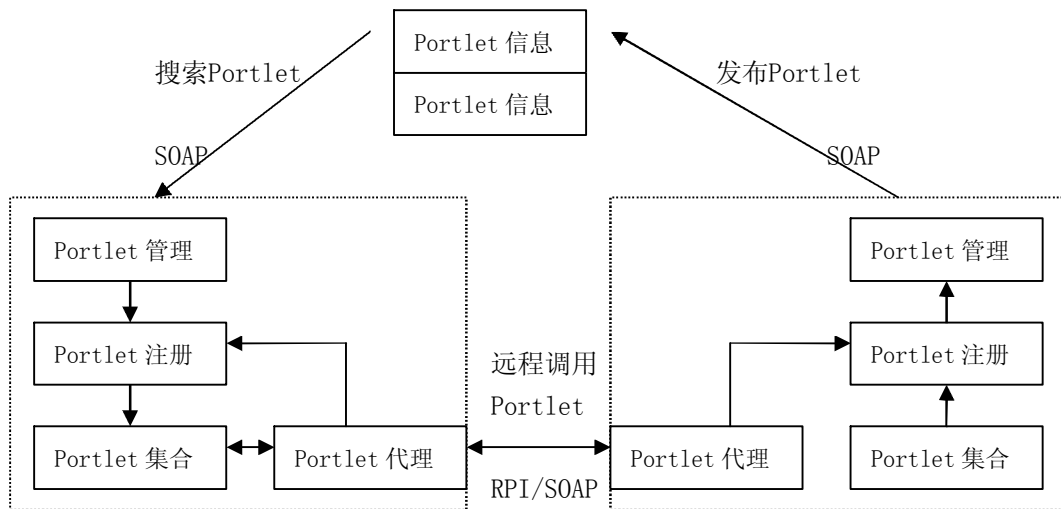 Portlet 信息
搜索Portlet
发布Portlet
Portlet 信息
SOAP
SOAP
Portlet 管理
Portlet 管理
Portlet 注册
Portlet 注册
远程调用
Portlet
Portlet 集合
Portlet 代理
Portlet 代理
Portlet 集合
RPI/SOAP